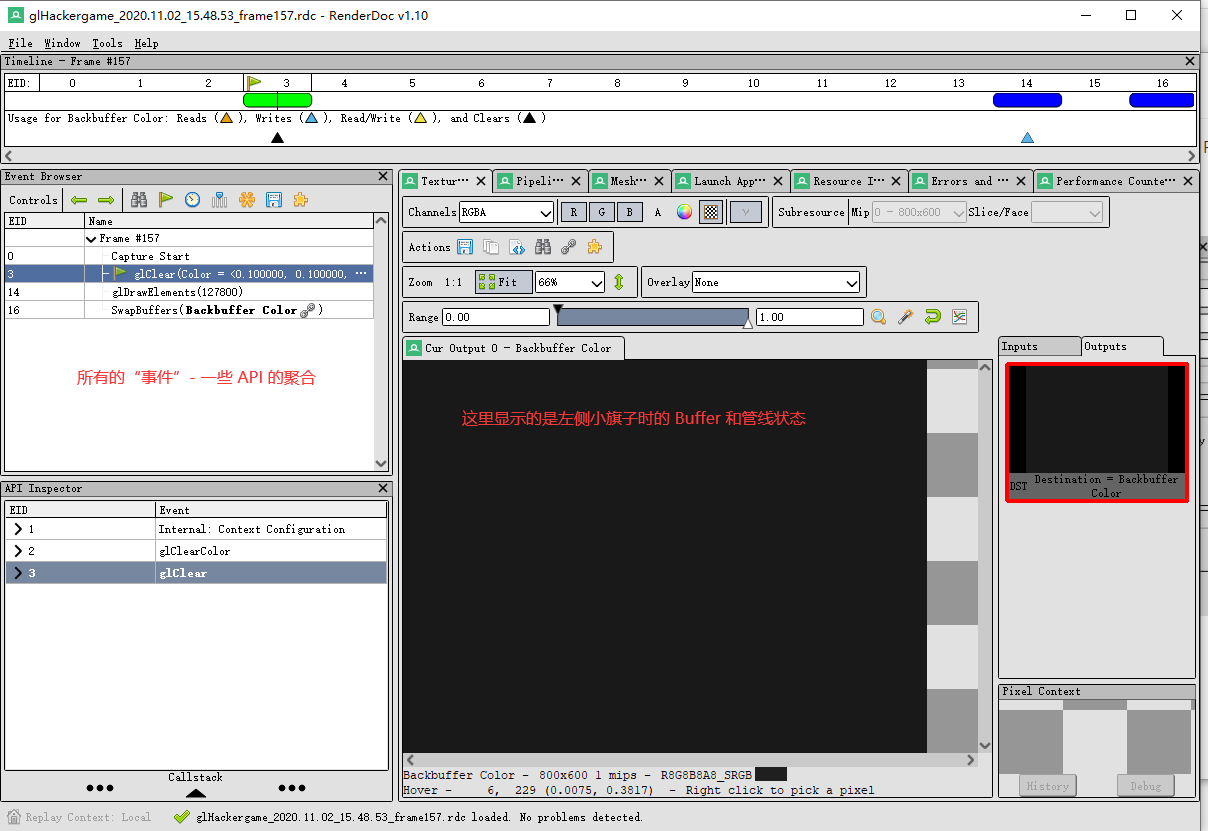 glHackergame_2020.11.02_15.48.53_frame157.rdc - RenderDoc v1.10
File Window Tools Help
Timeline - Frame #157
EID: 0 1 2 3 4 5 6 7 8 9 10 11 12 13 14 15 16
Usage for Backbuffer Color: Reads ( ), Writes ( ), Read/Write ( ), and Clears ( )
Event Browser
Controls
EID Name
Frame #157
0 Capture Start
3 glClear(Color = <0.100000, 0.100000, ...
14 glDrawElements(127800)
16 SwapBuffers(Backbuffer Color )
所有的“事件”- 一些 API 的聚合
API Inspector
EID Event
1 Internal: Context Configuration
2 glClearColor
3 glClear
Callstack
Textur... Pipeli... Mesh... Launch App... Resource I... Errors and ... Performance Counte...
Channels RGBA R G B A γ Subresource Mip 0 - 800x600 Slice/Face
Actions
Zoom 1:1 Fit 66% Overlay None
Range 0.00 1.00
Cur Output 0 - Backbuffer Color
这里显示的是左侧小旗子时的 Buffer 和管线状态
Backbuffer Color - 800x600 1 mips - R8G8B8A8_SRGB
Hover - 6, 229 (0.0075, 0.3817) - Right click to pick a pixel
Inputs Outputs
DST Destination = Backbuffer
Color
Pixel Context
History Debug
Replay Context: Local glHackergame_2020.11.02_15.48.53_frame157.rdc loaded. No problems detected.